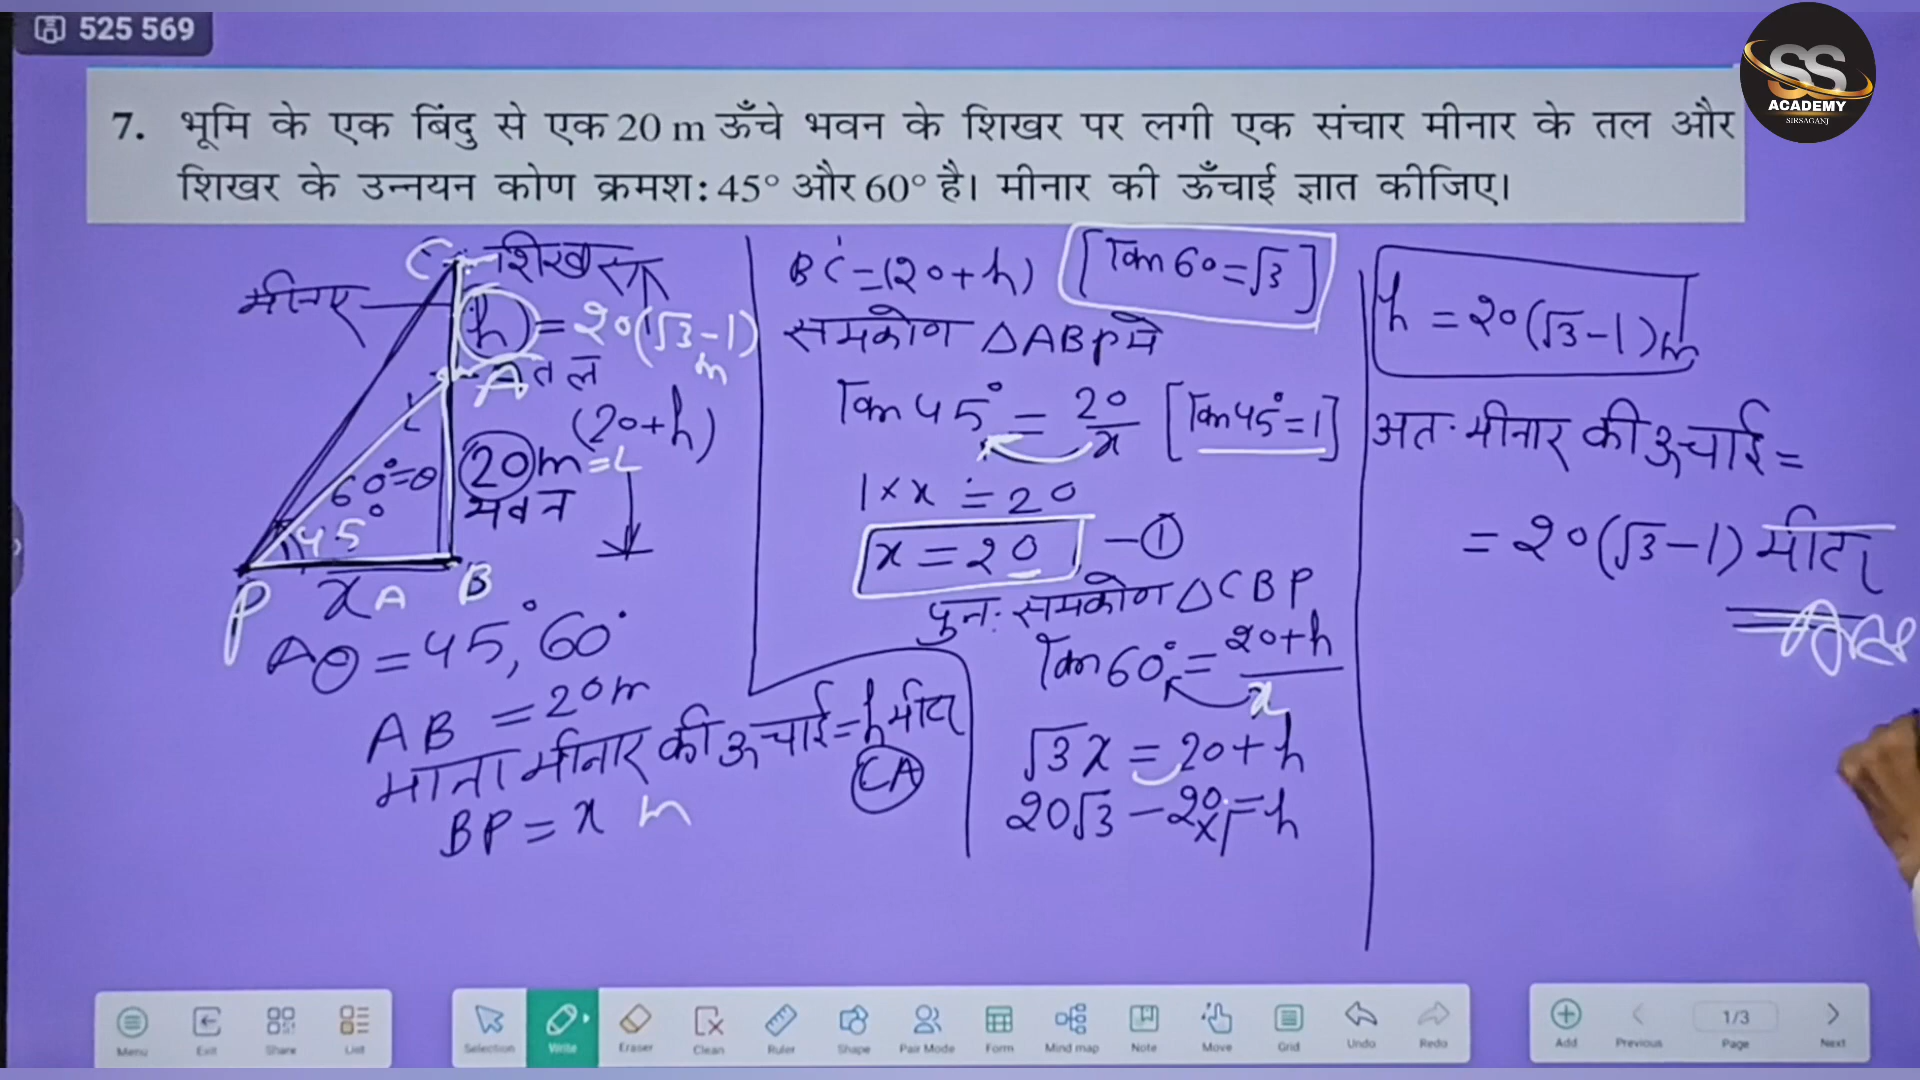 525 569
SS
ACADEMY
SIRSAGANJ
7. भूमि के एक बिंदु से एक 20 m ऊँचे भवन के शिखर पर लगी एक संचार मीनार के तल और
शिखर के उन्नयन कोण क्रमश: 45° और 60° है। मीनार की ऊँचाई ज्ञात कीजिए।
C शिखर
मीनार
h = 20(√3-1)
m
A तल
(20+h)
20m = L
60°=θ
भवन
45°
P x A B
Aθ = 45°, 60°
AB = 20m
माना मीनार की ऊचाई = h मीटर
CA
BP = x m
BC = (20+h) [Tan 60 = √3]
समकोण △ABP मे
Tan 45° = 20/x [Tan 45° = 1]
1 × x = 20
x = 20 — ①
पुन: समकोण △CBP
Tan 60° = 20+h/x
√3x = 20+h
20√3 - 20×1 = h
h = 20(√3-1)m
अत: मीनार की ऊचाई =
= 20(√3-1) मीटर
Menu Exit Share List
Selection Write Eraser Clean Ruler Shape Pair Mode Form Mind map Note Move Grid Undo Redo
Add Previous 1/3 Page Next